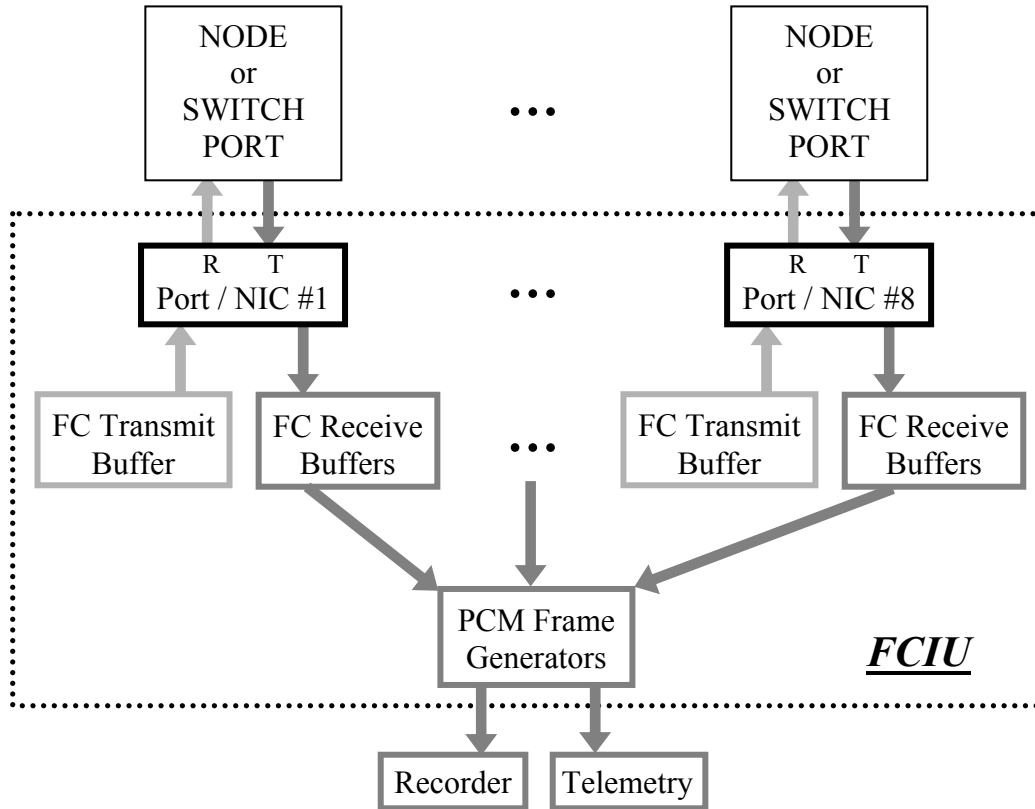 NODE
or
SWITCH
PORT
...
NODE
or
SWITCH
PORT
R T
Port / NIC #1
...
R T
Port / NIC #8
FC Transmit
Buffer
FC Receive
Buffers
...
FC Transmit
Buffer
FC Receive
Buffers
PCM Frame
Generators
FCIU
Recorder
Telemetry